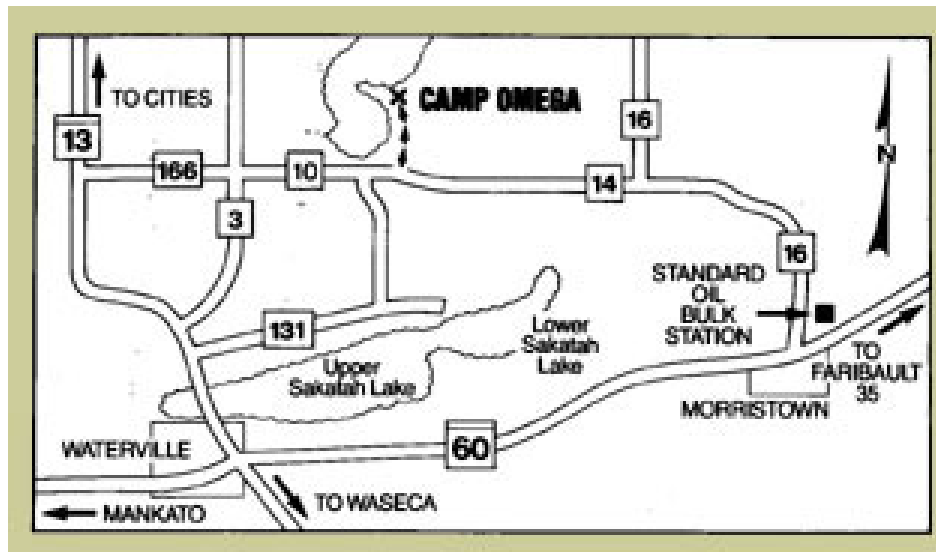 TO CITIES
CAMP OMEGA
13
16
N
166
10
14
3
16
STANDARD
OIL
BULK
STATION
131
Lower
Sakatah
Lake
Upper
Sakatah Lake
TO
FARIBAULT
35
MORRISTOWN
WATERVILLE
60
TO WASECA
MANKATO